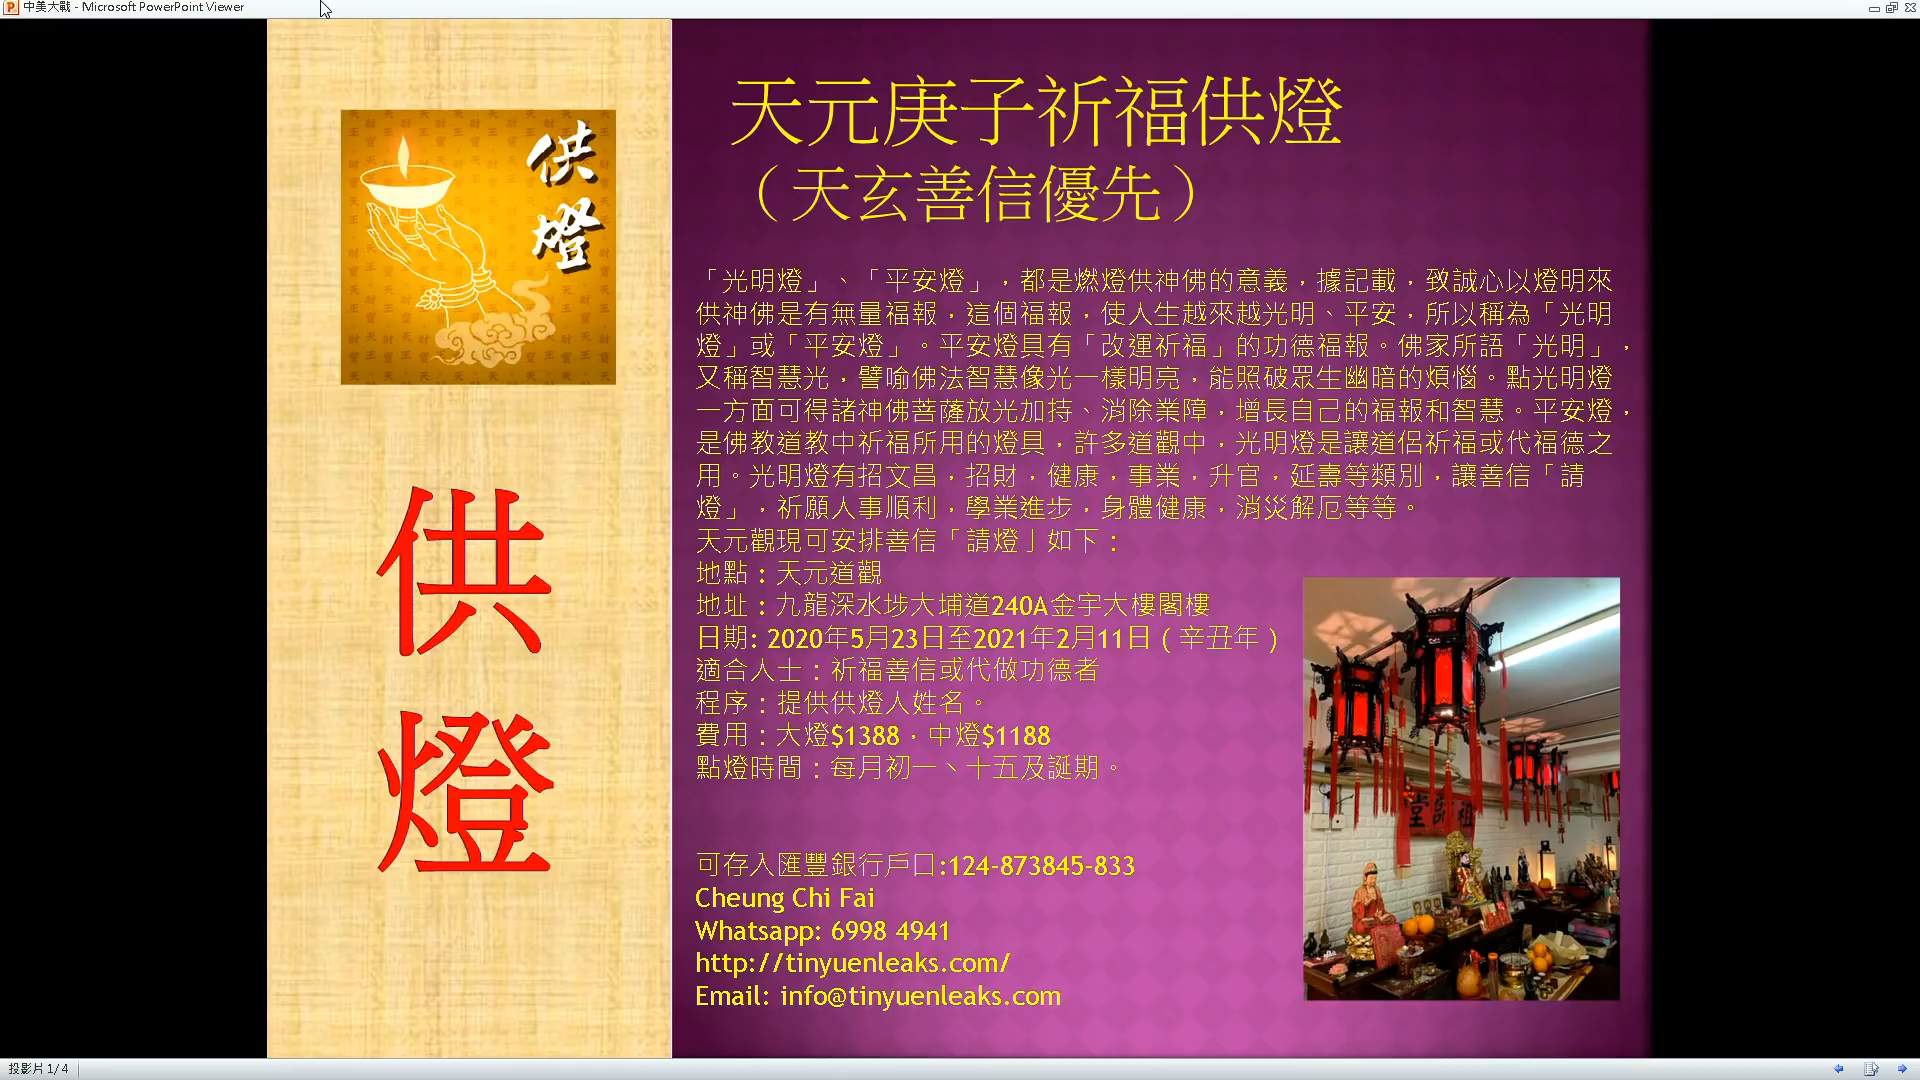 中美大戰 - Microsoft PowerPoint Viewer
供
燈
供
燈
天元庚子祈福供燈
（天玄善信優先）
「光明燈」、「平安燈」，都是燃燈供神佛的意義，據記載，致誠心以燈明來
供神佛是有無量福報，這個福報，使人生越來越光明、平安，所以稱為「光明
燈」或「平安燈」。平安燈具有「改運祈福」的功德福報。佛家所語「光明」，
又稱智慧光，譬喻佛法智慧像光一樣明亮，能照破眾生幽暗的煩惱。點光明燈
一方面可得諸神佛菩薩放光加持、消除業障，增長自己的福報和智慧。平安燈，
是佛教道教中祈福所用的燈具，許多道觀中，光明燈是讓道侶祈福或代福德之
用。光明燈有招文昌，招財，健康，事業，升官，延壽等類別，讓善信「請
燈」，祈願人事順利，學業進步，身體健康，消災解厄等等。
天元觀現可安排善信「請燈」如下：
地點：天元道觀
地址：九龍深水埗大埔道240A金宇大樓閣樓
日期: 2020年5月23日至2021年2月11日（辛丑年）
適合人士：祈福善信或代做功德者
程序：提供供燈人姓名。
費用：大燈$1388，中燈$1188
點燈時間：每月初一、十五及誕期。
可存入匯豐銀行戶口:124-873845-833
Cheung Chi Fai
Whatsapp: 6998 4941
http://tinyuenleaks.com/
Email: info@tinyuenleaks.com
堂師祖
投影片 1/4